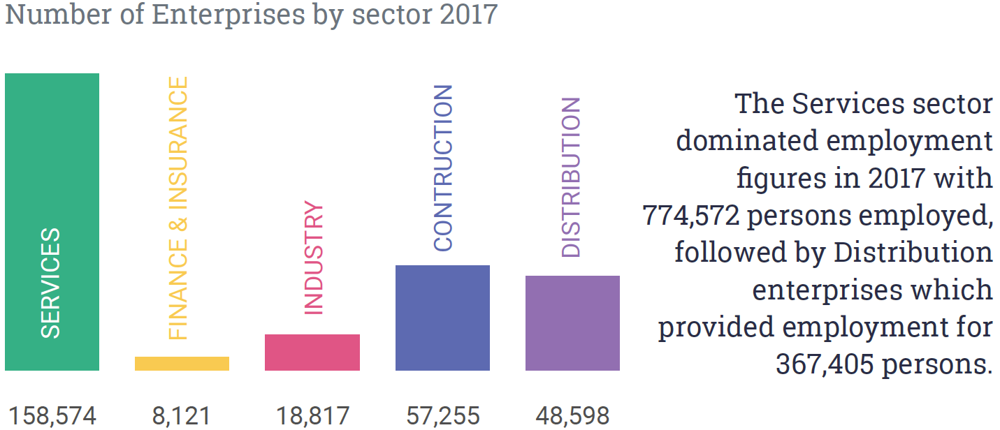 Number of Enterprises by sector 2017
SERVICES
FINANCE & INSURANCE
INDUSTRY
CONTRUCTION
DISTRIBUTION
158,574
8,121
18,817
57,255
48,598
The Services sector
dominated employment
figures in 2017 with
774,572 persons employed,
followed by Distribution
enterprises which
provided employment for
367,405 persons.